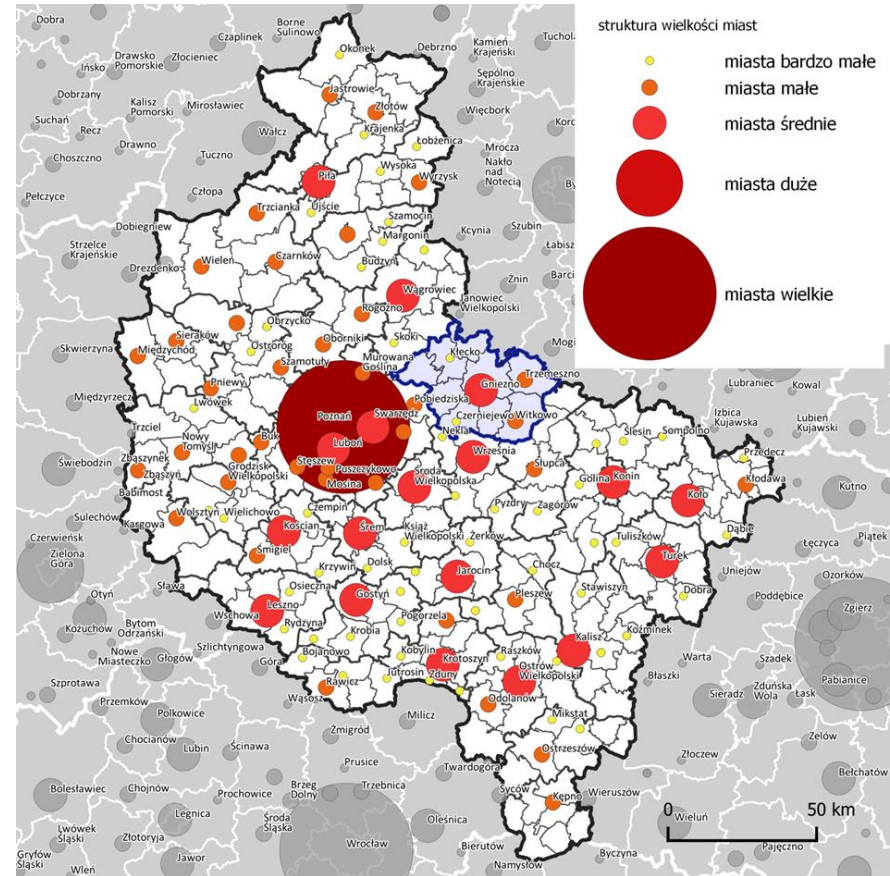 struktura wielkości miast
miasta bardzo małe
miasta małe
miasta średnie
miasta duże
miasta wielkie
Dobra
Czaplinek
Borne
Sulinowo
Okonek
Debrzno
Kamień
Krajeński
Tuchola
Ińsko
Drawsko
Pomorskie
Złocieniec
Dobrzany
Kalisz
Pomorski
Mirosławiec
Jastrowie
Złotów
Sępólno
Krajeńskie
Więcbork
Suchań
Recz
Drawno
Wałcz
Krajenka
Łobżenica
Choszczno
Tuczno
Mrocza
Wysoka
Nakło
nad
Notecią
Pełczyce
Człopa
Piła
Wyrzysk
Trzcianka
Ujście
Szamocin
Dobiegniew
Margonin
Kcynia
Szubin
Strzelce
Krajeńskie
Łabisz
Drezdenko
Wieleń
Czarnków
Budzyń
Żnin
Barci
Wągrowiec
Janowiec
Wielkopolski
Rogoźno
Obrzycko
Skwierzyna
Sieraków
Międzychód
Ostroróg
Oborniki
Skoki
Mogi
Szamotuły
Murowana
Goślina
Kłecko
Trzemeszno
Gniezno
Międzyrzecz
Pniewy
Pobiedziska
Lubraniec
Kowal
Lwówek
Poznań
Swarzędz
Czerniejewo
Witkowo
Izbica
Kujawska
Lubień
Kujawski
Trzciel
Nekla
Ślesin
Sompolno
Zbąszynek
Nowy
Tomyśl
Buk
Luboń
Września
Przedecz
Świebodzin
Zbąszyń
Grodzisk
Wielkopolski
Stęszew
Puszczykowo
Słupca
Golina
Konin
Koło
Kłodawa
Kutno
Babimost
Mosina
Środa
Wielkopolska
Sulechów
Kargowa
Wolsztyn
Wielichowo
Czempiń
Pyzdry
Zagórów
Dąbie
Czerwieńsk
Kościan
Śrem
Książ
Wielkopolski
Żerków
Tuliszków
Łęczyca
Piątek
Zielona
Góra
Śmigiel
Krzywiń
Dolsk
Chocz
Turek
Uniejów
Ozorków
Sława
Osieczna
Jarocin
Stawiszyn
Dobra
Poddębice
Zgierz
Otyń
Wschowa
Leszno
Gostyń
Pleszew
Kożuchów
Bytom
Odrzański
Rydzyna
Pogorzela
Koźminek
Nowe
Miasteczko
Głogów
Szlichtyngowa
Krobia
Kalisz
Warta
Szadek
Pabianice
Góra
Bojanowo
Kobylin
Krotoszyn
Raszków
Błaszki
Szprotawa
Jutrosin
Zduny
Ostrów
Wielkopolski
Sieradz
Zduńska
Wola
Łask
Przemków
Wąsosz
Rawicz
Odolanów
Polkowice
Milicz
Mikstat
Chocianów
Żmigród
Zelów
Lubin
Ścinawa
Ostrzeszów
Złoczew
Prusice
Twardogóra
Bełchatów
Bolesławiec
Chojnów
Prochowice
Brzeg
Dolny
Trzebnica
Syców
Kępno
Wieruszów
0
50 km
Legnica
Środa
Śląska
Oleśnica
Wieluń
Lwówek
Śląski
Złotoryja
Wrocław
Gryfów
Śląski
Wleń
Jawor
Bierutów
Namysłów
Byczyna
Pajęczno